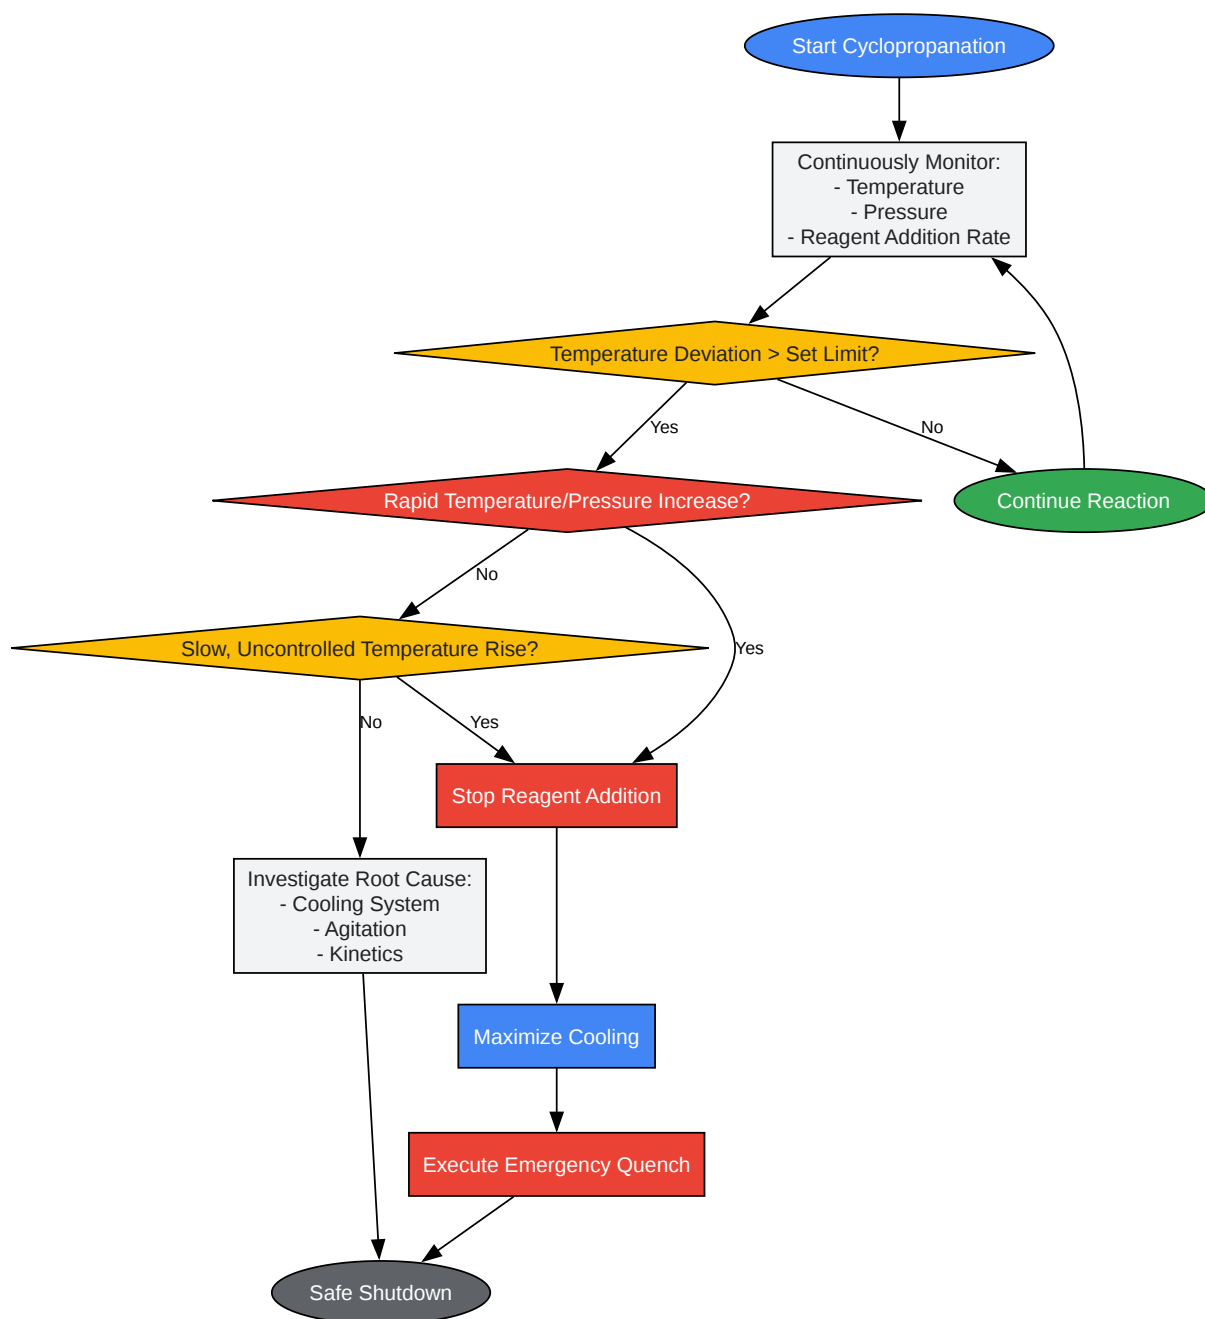 Start Cyclopropanation
Continuously Monitor:
- Temperature
- Pressure
- Reagent Addition Rate
Temperature Deviation > Set Limit?
Yes
No
Rapid Temperature/Pressure Increase?
Continue Reaction
No
Slow, Uncontrolled Temperature Rise?
Yes
No
Yes
Stop Reagent Addition
Investigate Root Cause:
- Cooling System
- Agitation
- Kinetics
Maximize Cooling
Execute Emergency Quench
Safe Shutdown